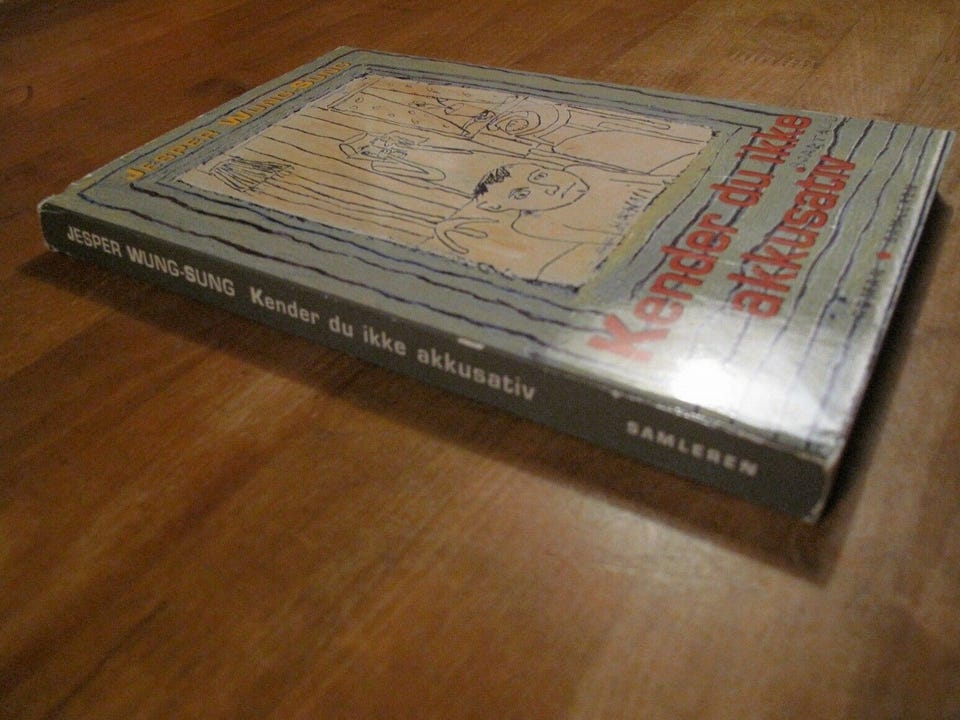 JESPER WUNG-SUNG
Kender du ikke
akkusativ
JESPER WUNG-SUNG Kender du ikke akkusativ SAMLEREN